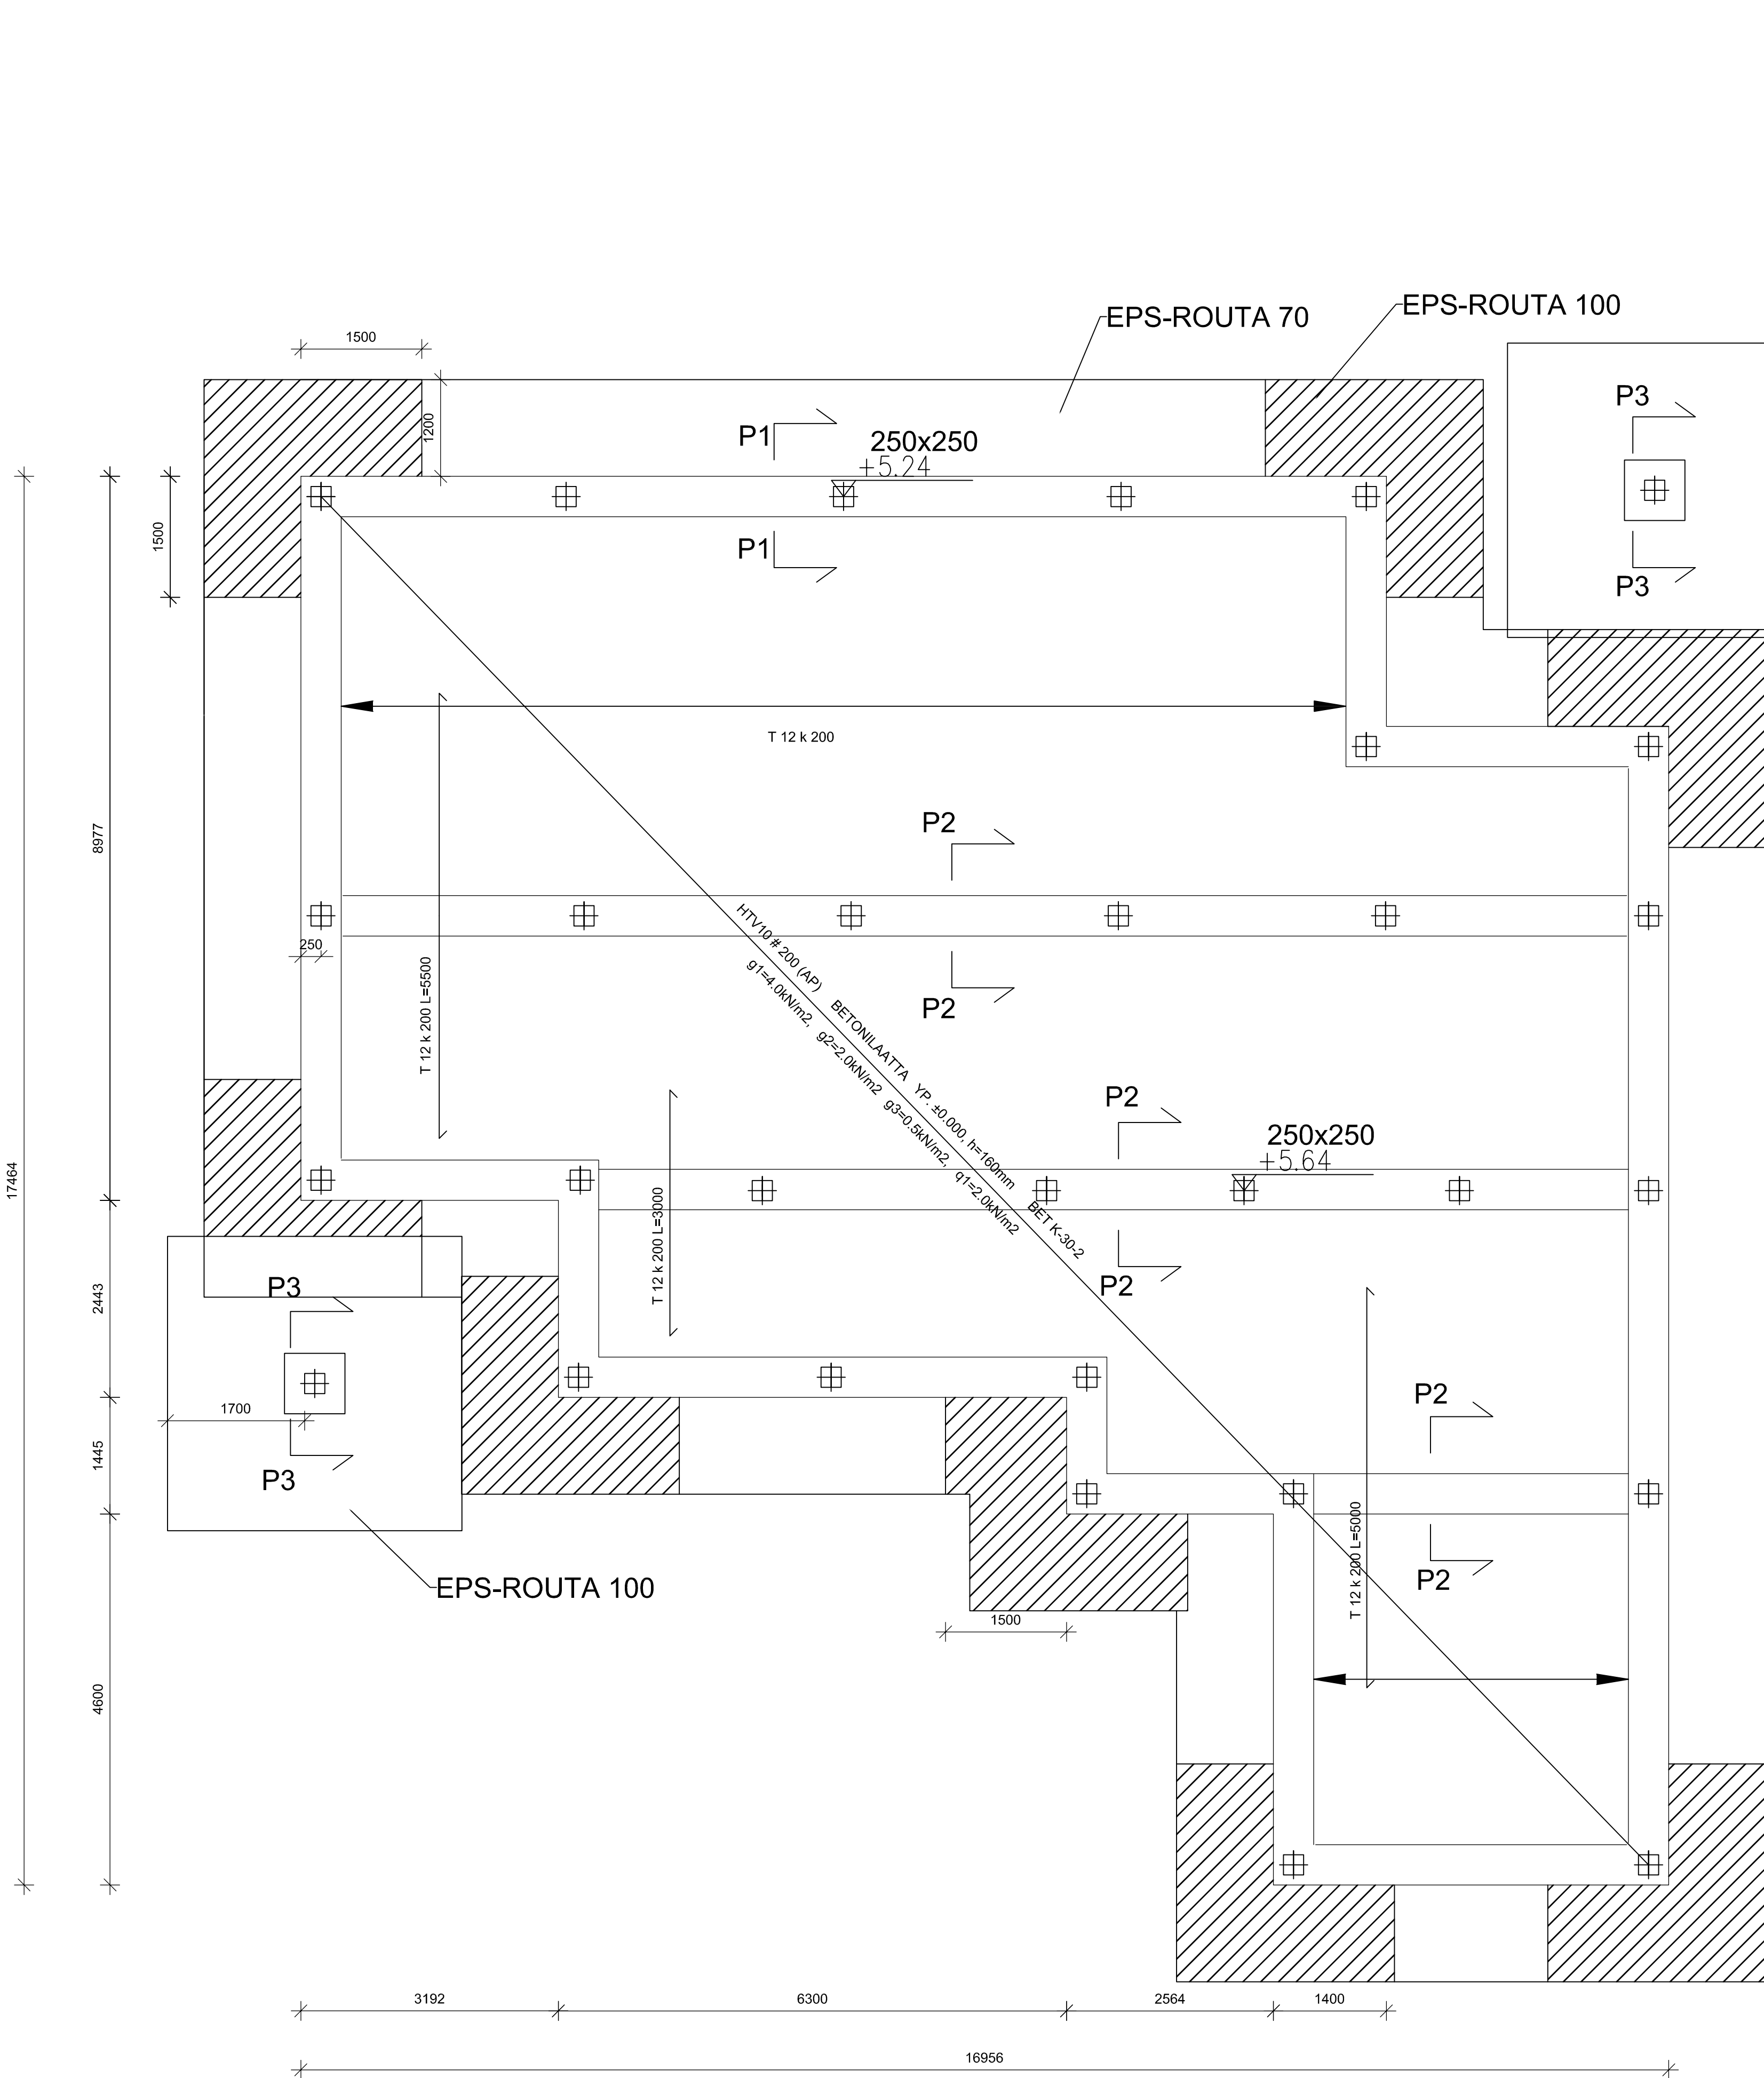 EPS-ROUTA 70
EPS-ROUTA 100
1500
1200
P1
250x250
+5.24
P1
P3
P3
1500
T 12 k 200
8977
P2
250
T 12 k 200 L=5500
P2
HTV10 # 200 (AP) BETONILAATTA YP. ±0.000, h=160mm BET K-30-2
g1=4.0kN/m2, g2=2.0kN/m2 g3=0.5kN/m2, q1=2.0kN/m2
P2
250x250
+5.64
17464
T 12 k 200 L=3000
P2
2443
P3
1700
P3
1445
P2
T 12 k 200 L=5000
P2
EPS-ROUTA 100
1500
4600
3192
6300
2564
1400
16956